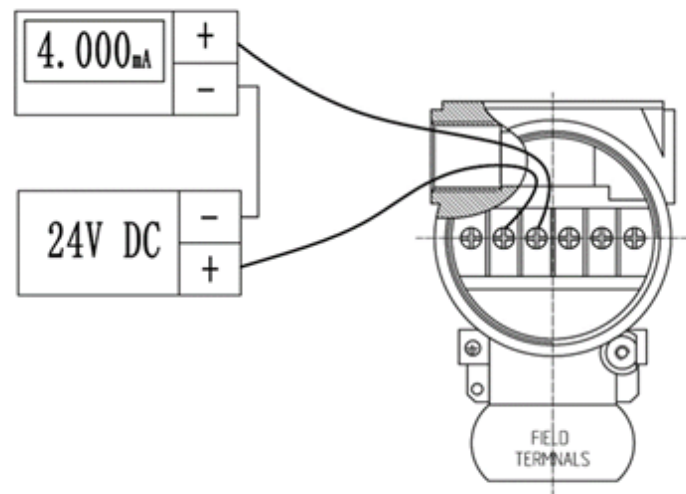 4.000mA
+
-
24V DC
-
+
FIELD
TERMNALS